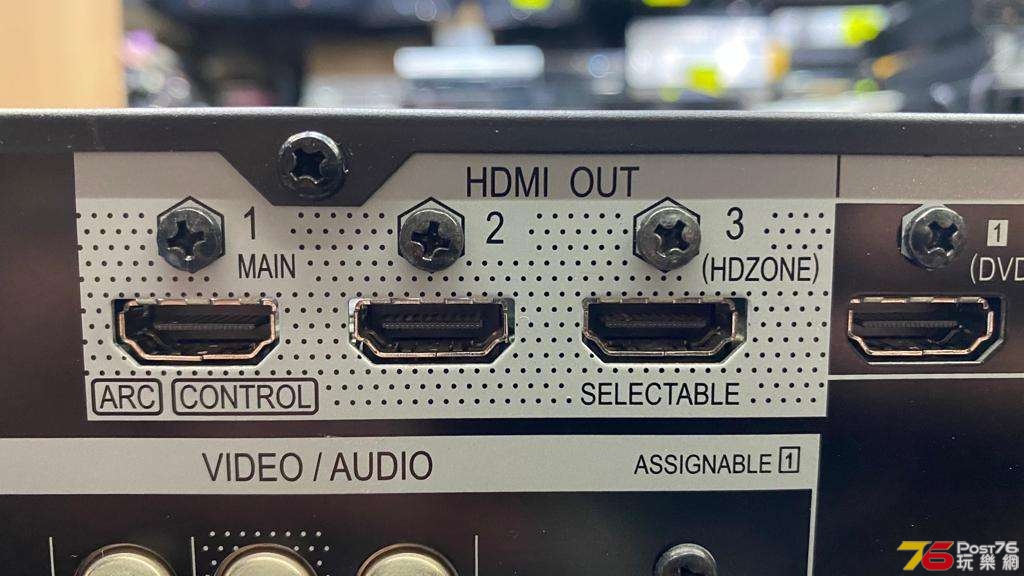 HDMI OUT
1 2 3
MAIN (HDZONE)
1
(DVD
ARC CONTROL SELECTABLE
VIDEO / AUDIO ASSIGNABLE 1
76 Post76
玩樂網